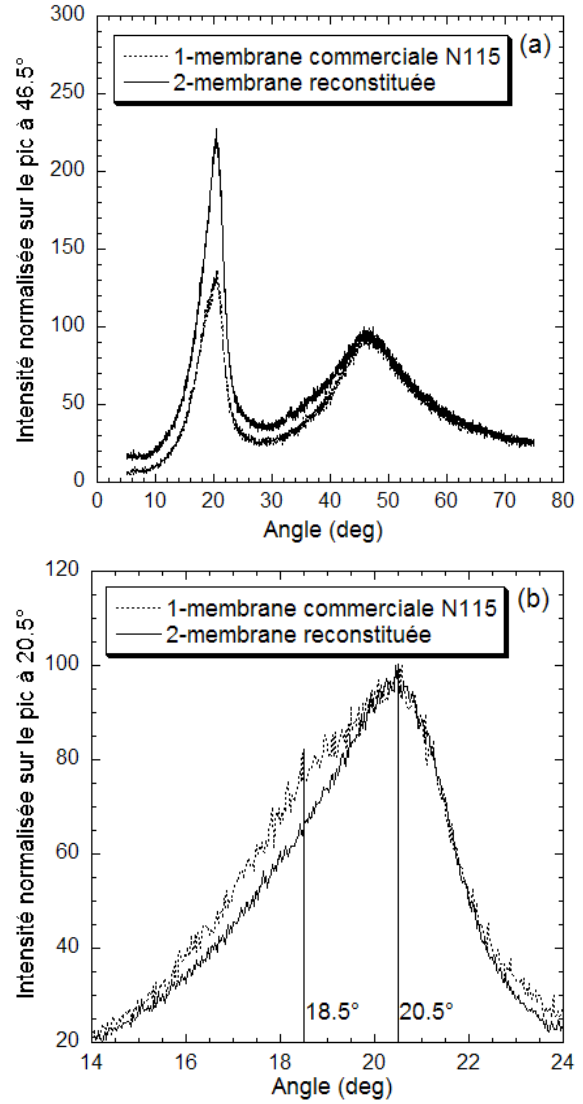 300
250
200
150
100
50
0
Intensité normalisée sur le pic à 46.5°
1-membrane commerciale N115
2-membrane reconstituée
(a)
0 10 20 30 40 50 60 70 80
Angle (deg)
120
100
80
60
40
20
Intensité normalisée sur le pic à 20.5°
1-membrane commerciale N115
2-membrane reconstituée
(b)
18.5° 20.5°
14 16 18 20 22 24
Angle (deg)